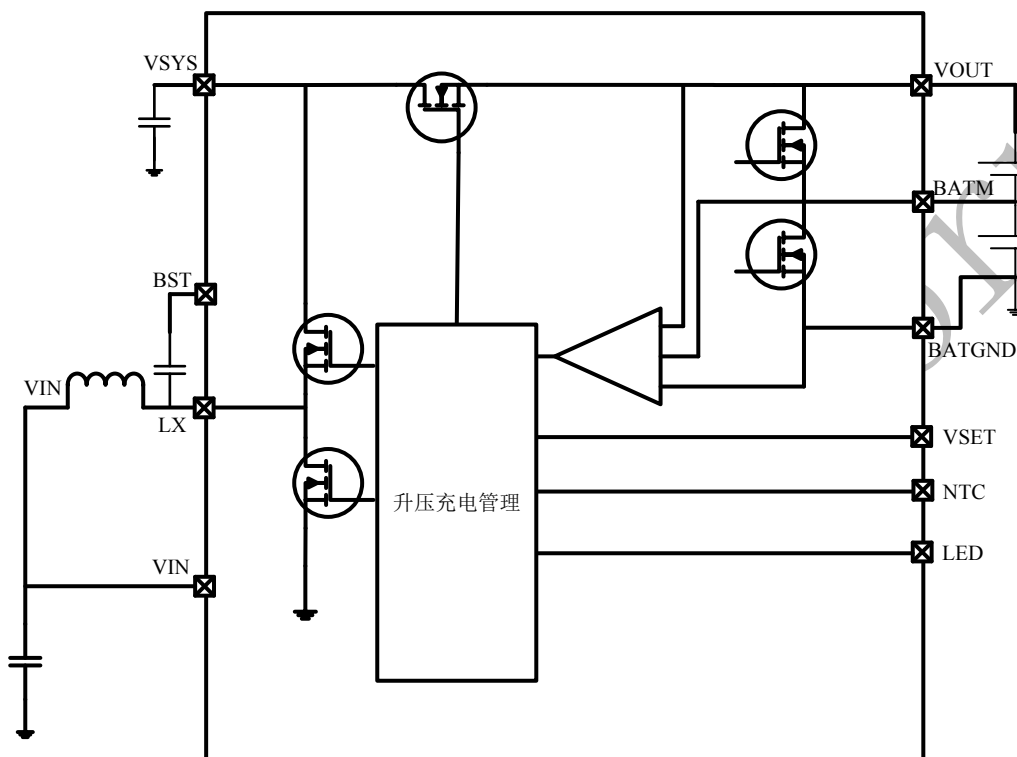 VSYS
VOUT
BATM
BST
BATGND
VIN
LX
VSET
升压充电管理
NTC
LED
VIN